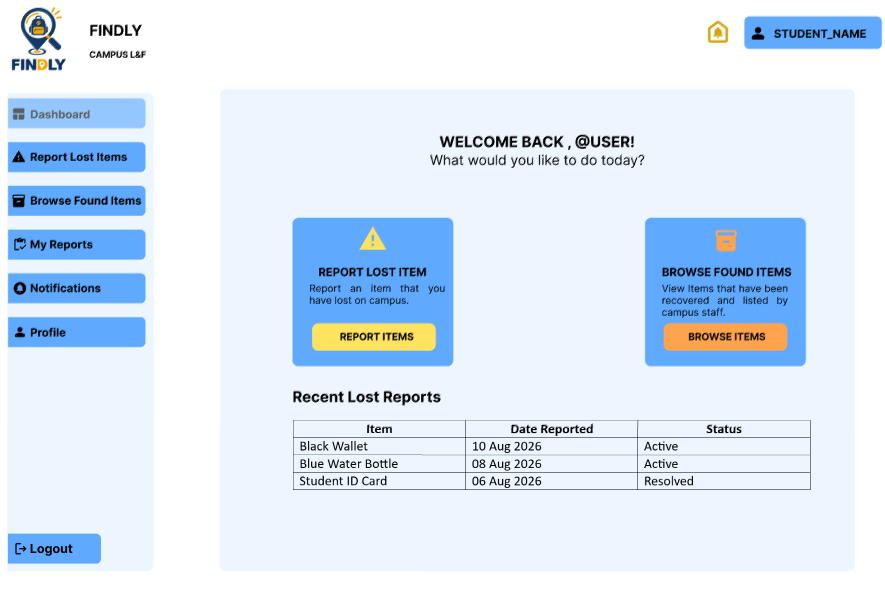 FINDLY
FINDLY
CAMPUS L&F
STUDENT_NAME
Dashboard
Report Lost Items
Browse Found Items
My Reports
Notifications
Profile
Logout
WELCOME BACK , @USER!
What would you like to do today?
REPORT LOST ITEM
Report an item that you
have lost on campus.
REPORT ITEMS
BROWSE FOUND ITEMS
View Items that have been
recovered and listed by
campus staff.
BROWSE ITEMS
Recent Lost Reports
Item Date Reported Status
Black Wallet 10 Aug 2026 Active
Blue Water Bottle 08 Aug 2026 Active
Student ID Card 06 Aug 2026 Resolved